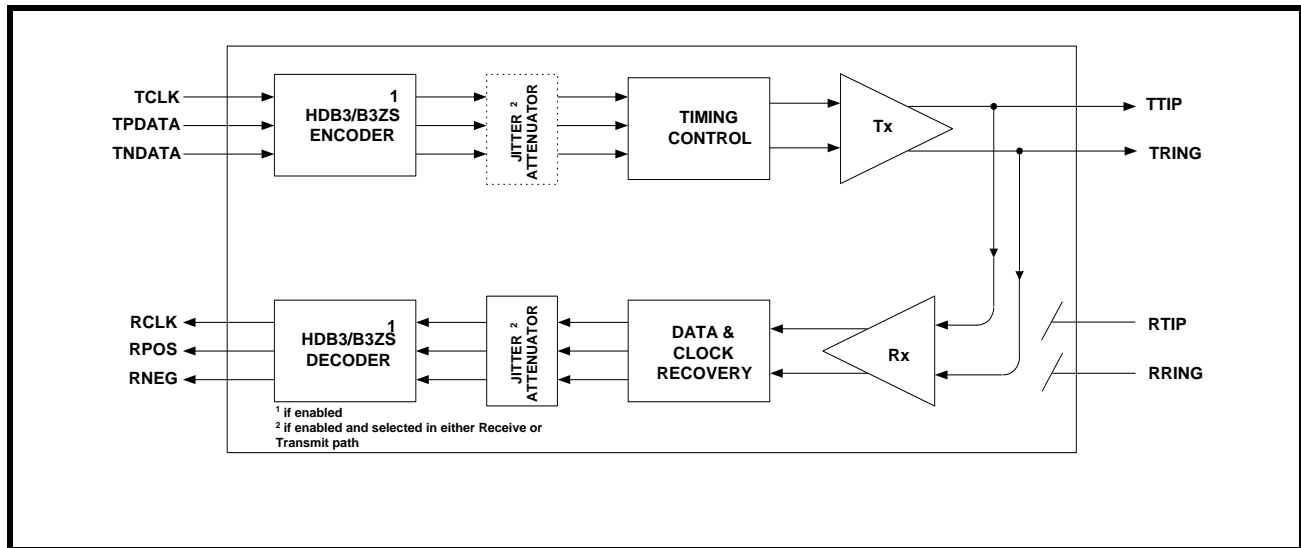 TCLK
TPDATA
TNDATA
1
HDB3/B3ZS
ENCODER
JITTER 2
ATTENUATOR
TIMING
CONTROL
Tx
TTIP
TRING
RCLK
RPOS
RNEG
1
HDB3/B3ZS
DECODER
JITTER 2
ATTENUATOR
DATA &
CLOCK
RECOVERY
Rx
RTIP
RRING
1 if enabled
2 if enabled and selected in either Receive or
Transmit path